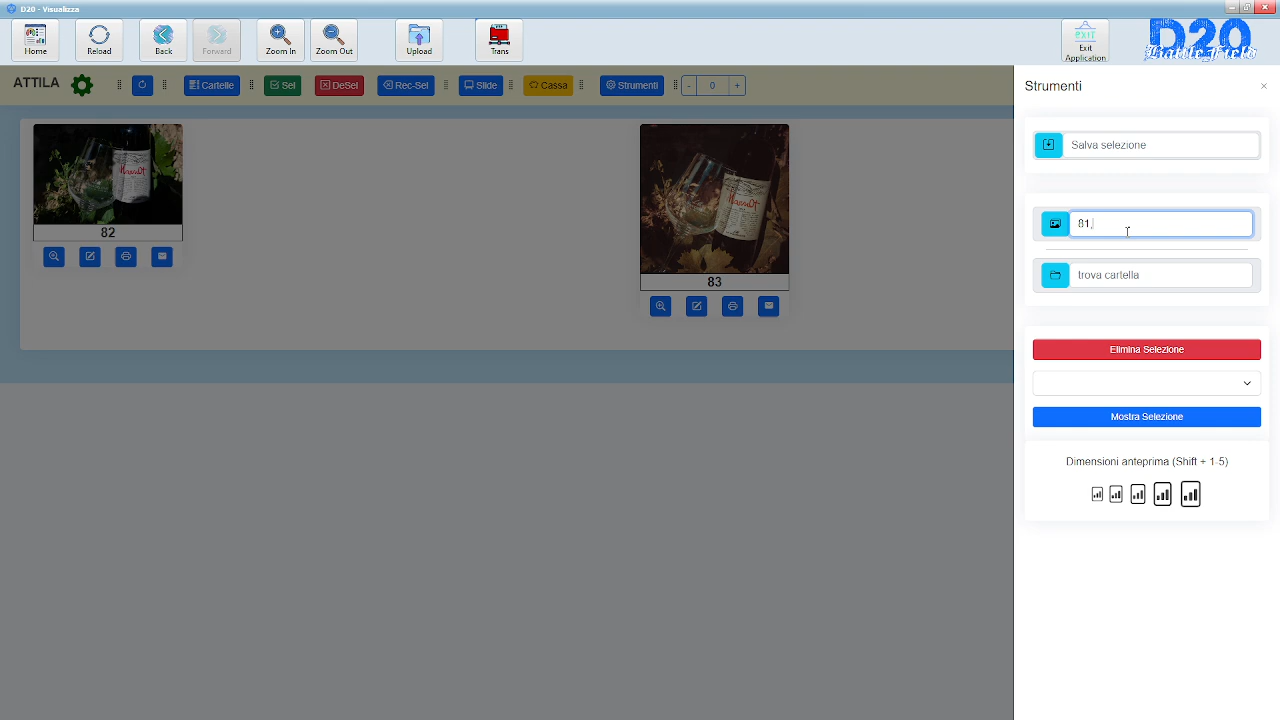 D20 - Visualizza
Home
Reload
Back
Forward
Zoom In
Zoom Out
Upload
Trans
Exit
Application
EXIT
D20
Battle Field
ATTILA
Cartelle
Sel
DeSel
Rec-Sel
Slide
Cassa
Strumenti
- 0 +
82
83
Strumenti
Salva selezione
81,
trova cartella
Elimina Selezione
Mostra Selezione
Dimensioni anteprima (Shift + 1-5)